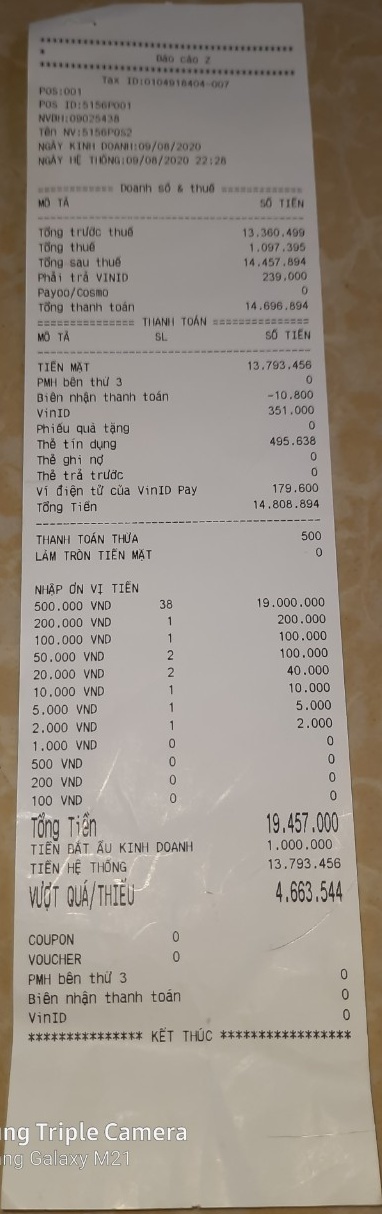 **********************************
*
Báo cáo Z
**********************************
Tax ID:0104918404-007
POS:001
POS ID:5156P001
NVBH:09025438
Tên NV:5156POS2
NGÀY KINH DOANH:09/08/2020
NGÀY HỆ THỐNG:09/08/2020 22:28
============ Doanh số & thuế =============
MÔ TẢ SỐ TIỀN
Tổng trước thuế 13.360.499
Tổng thuế 1.097.395
Tổng sau thuế 14.457.894
Phải trả VINID 239.000
Payoo/Cosmo 0
Tổng thanh toán 14.696.894
=============== THANH TOÁN ===============
MÔ TẢ SL SỐ TIỀN
TIỀN MẶT 13.793.456
PMH bên thứ 3 0
Biên nhận thanh toán -10.800
VinID 351.000
Phiếu quà tặng 0
Thẻ tín dụng 495.638
Thẻ ghi nợ 0
Thẻ trả trước 0
Ví điện tử của VinID Pay 179.600
Tổng Tiền 14.808.894
THANH TOÁN THỪA 500
LÀM TRÒN TIỀN MẶT 0
NHẬP ƠN VỊ TIỀN
500.000 VND 38 19.000.000
200.000 VND 1 200.000
100.000 VND 1 100.000
50.000 VND 2 100.000
20.000 VND 2 40.000
10.000 VND 1 10.000
5.000 VND 1 5.000
2.000 VND 1 2.000
1.000 VND 0 0
500 VND 0 0
200 VND 0 0
100 VND 0 0
Tổng Tiền 19.457.000
TIỀN BẮT ẦU KINH DOANH 1.000.000
TIỀN HỆ THỐNG 13.793.456
VƯỢT QUÁ/THIẾU 4.663.544
COUPON 0
VOUCHER 0
PMH bên thứ 3 0
Biên nhận thanh toán 0
VinID 0
*************** KẾT THÚC *****************
ng Triple Camera
ng Galaxy M21